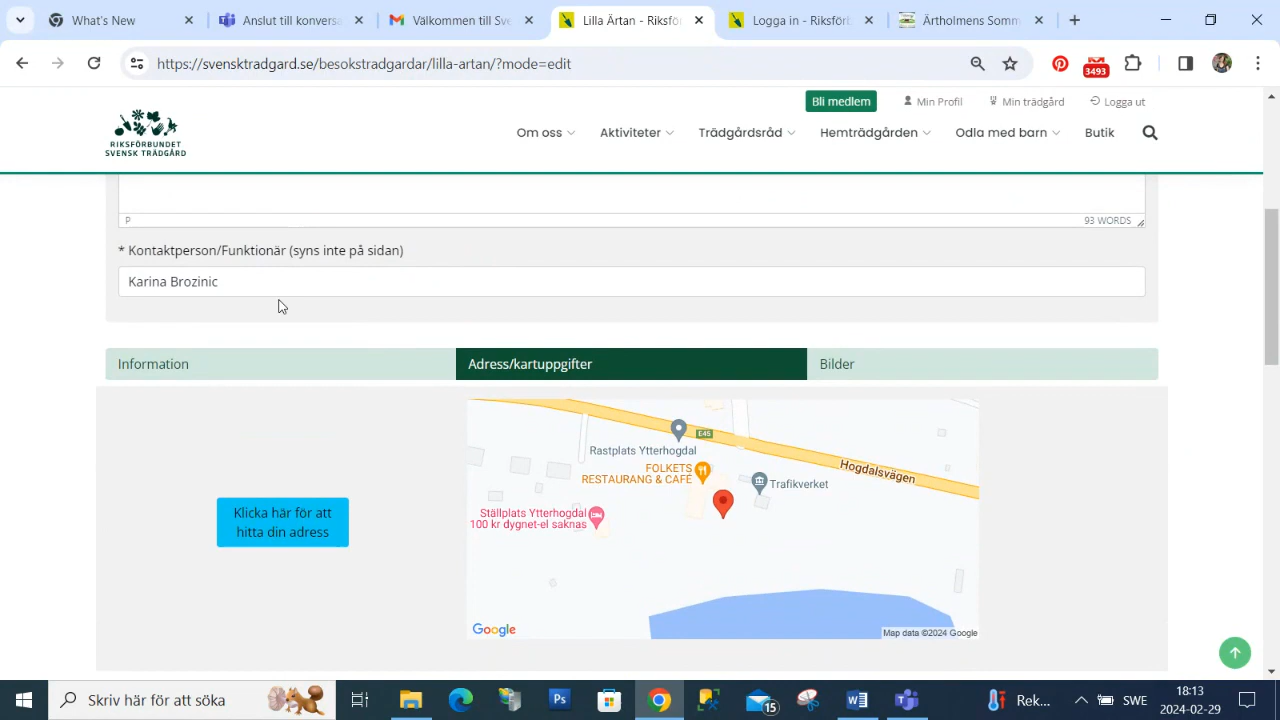 What's New
Anslut till konversa
Välkommen till Sve
Lilla Ärtan - Riksför
Logga in - Riksförb
Ärtholmens Somm
https://svensktradgard.se/besokstradgardar/lilla-artan/?mode=edit
3493
Bli medlem
Min Profil
Min trädgård
Logga ut
RIKSFÖRBUNDET
SVENSK TRÄDGÅRD
Om oss
Aktiviteter
Trädgårdsråd
Hemträdgården
Odla med barn
Butik
P
93 WORDS
* Kontaktperson/Funktionär (syns inte på sidan)
Karina Brozinic
Information
Adress/kartuppgifter
Bilder
E45
Rastplats Ytterhogdal
Hogdalsvägen
FOLKETS
RESTAURANG & CAFÉ
Trafikverket
Ställplats Ytterhogdal
100 kr dygnet-el saknas
Klicka här för att
hitta din adress
Google
Map data ©2024 Google
Skriv här för att söka
Ps
15
Rek...
SWE
18:13
2024-02-29